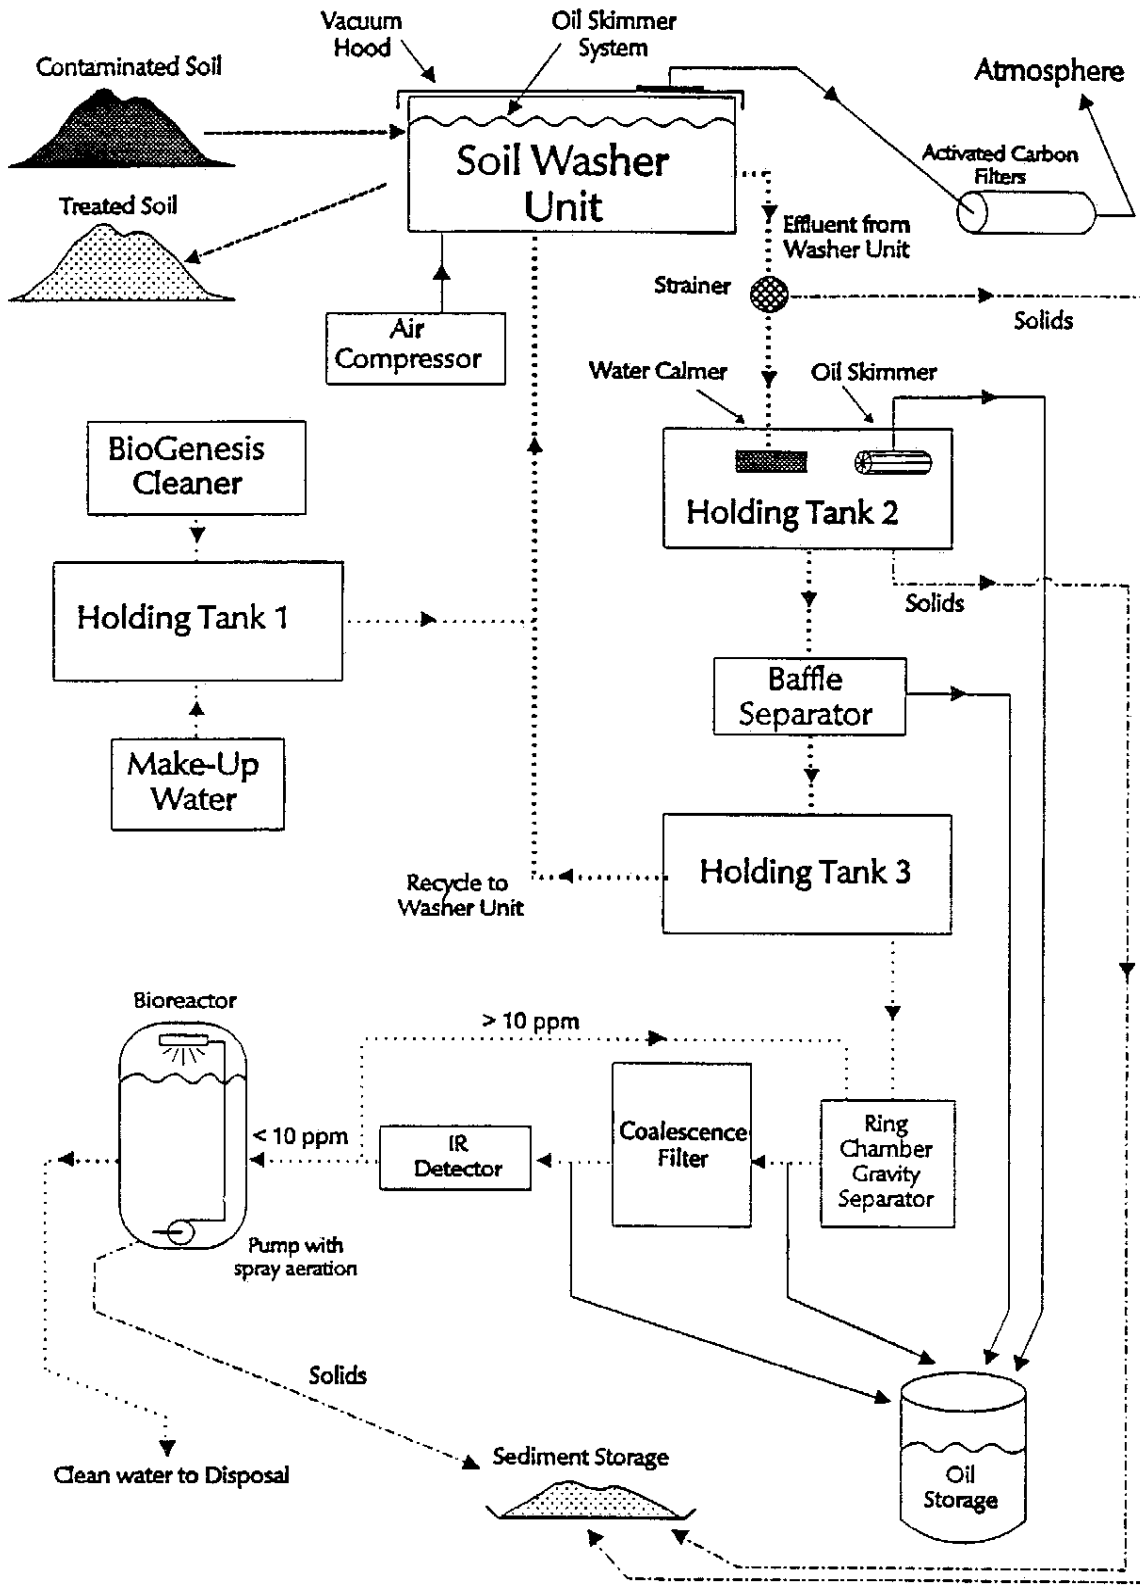 Vacuum
Hood
Oil Skimmer
System
Contaminated Soil
Atmosphere
Soil Washer
Unit
Activated Carbon
Filters
Treated Soil
Effluent from
Washer Unit
Strainer
Solids
Air
Compressor
Water Calmer
Oil Skimmer
BioGenesis
Cleaner
Holding Tank 2
Holding Tank 1
Solids
Baffle
Separator
Make-Up
Water
Holding Tank 3
Recycle to
Washer Unit
Bioreactor
> 10 ppm
< 10 ppm
IR
Detector
Coalescence
Filter
Ring
Chamber
Gravity
Separator
Pump with
spray aeration
Solids
Clean water to Disposal
Sediment Storage
Oil
Storage